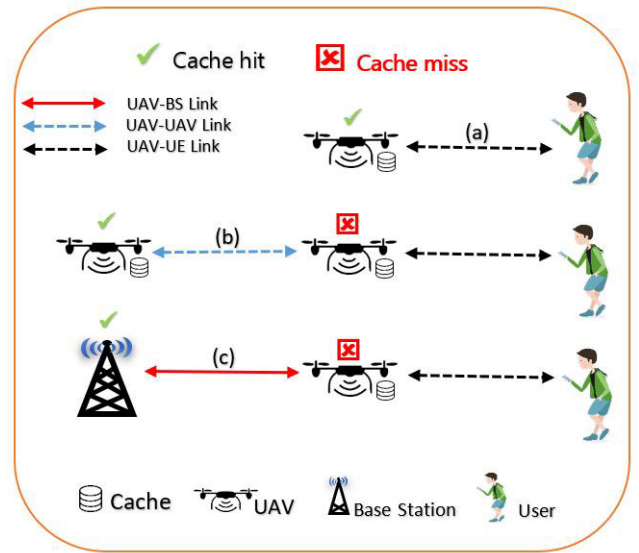 Cache hit
Cache miss
UAV-BS Link
UAV-UAV Link
UAV-UE Link
(a)
(b)
(c)
Cache
UAV
Base Station
User